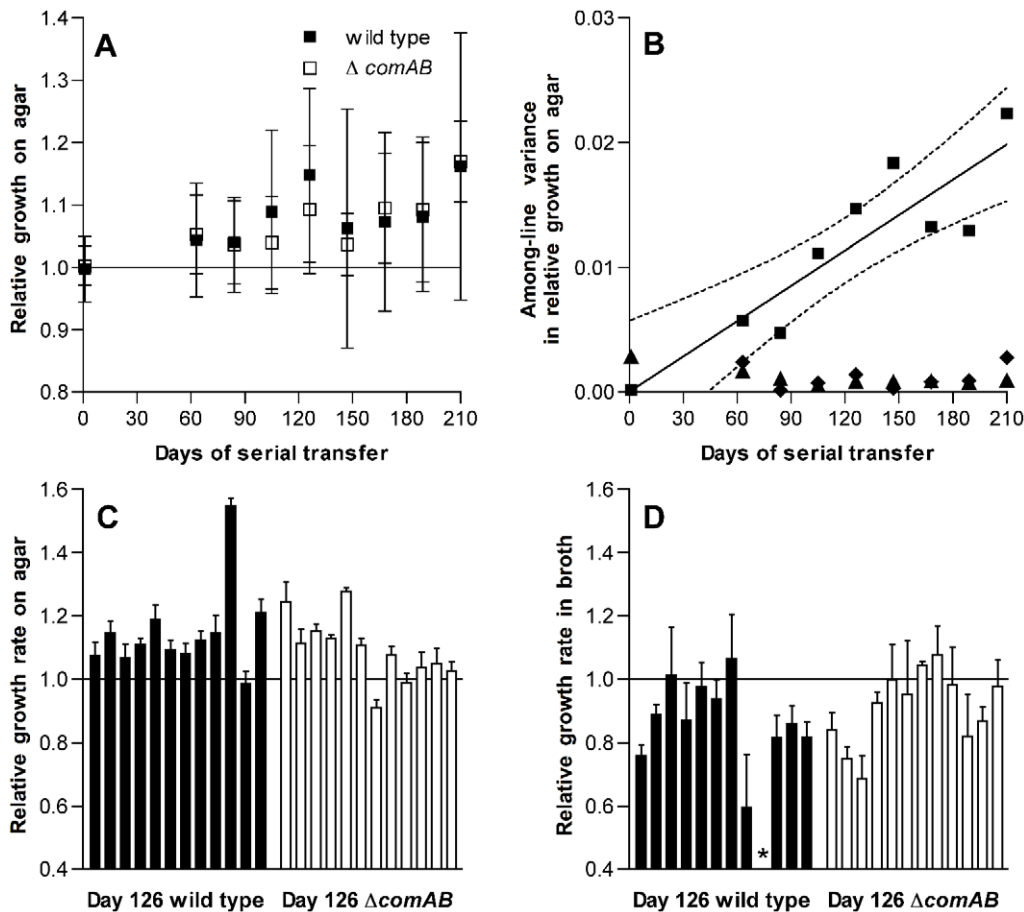 A
wild type
Δ comAB
Relative growth on agar
1.4
1.3
1.2
1.1
1.0
0.9
0.8
0 30 60 90 120 150 180 210
Days of serial transfer
B
Among-line variance
in relative growth on agar
0.03
0.02
0.01
0.00
0 30 60 90 120 150 180 210
Days of serial transfer
C
Relative growth rate on agar
1.6
1.4
1.2
1.0
0.8
0.6
0.4
Day 126 wild type Day 126 ΔcomAB
D
Relative growth rate in broth
1.6
1.4
1.2
1.0
0.8
0.6
0.4
*
Day 126 wild type Day 126 ΔcomAB